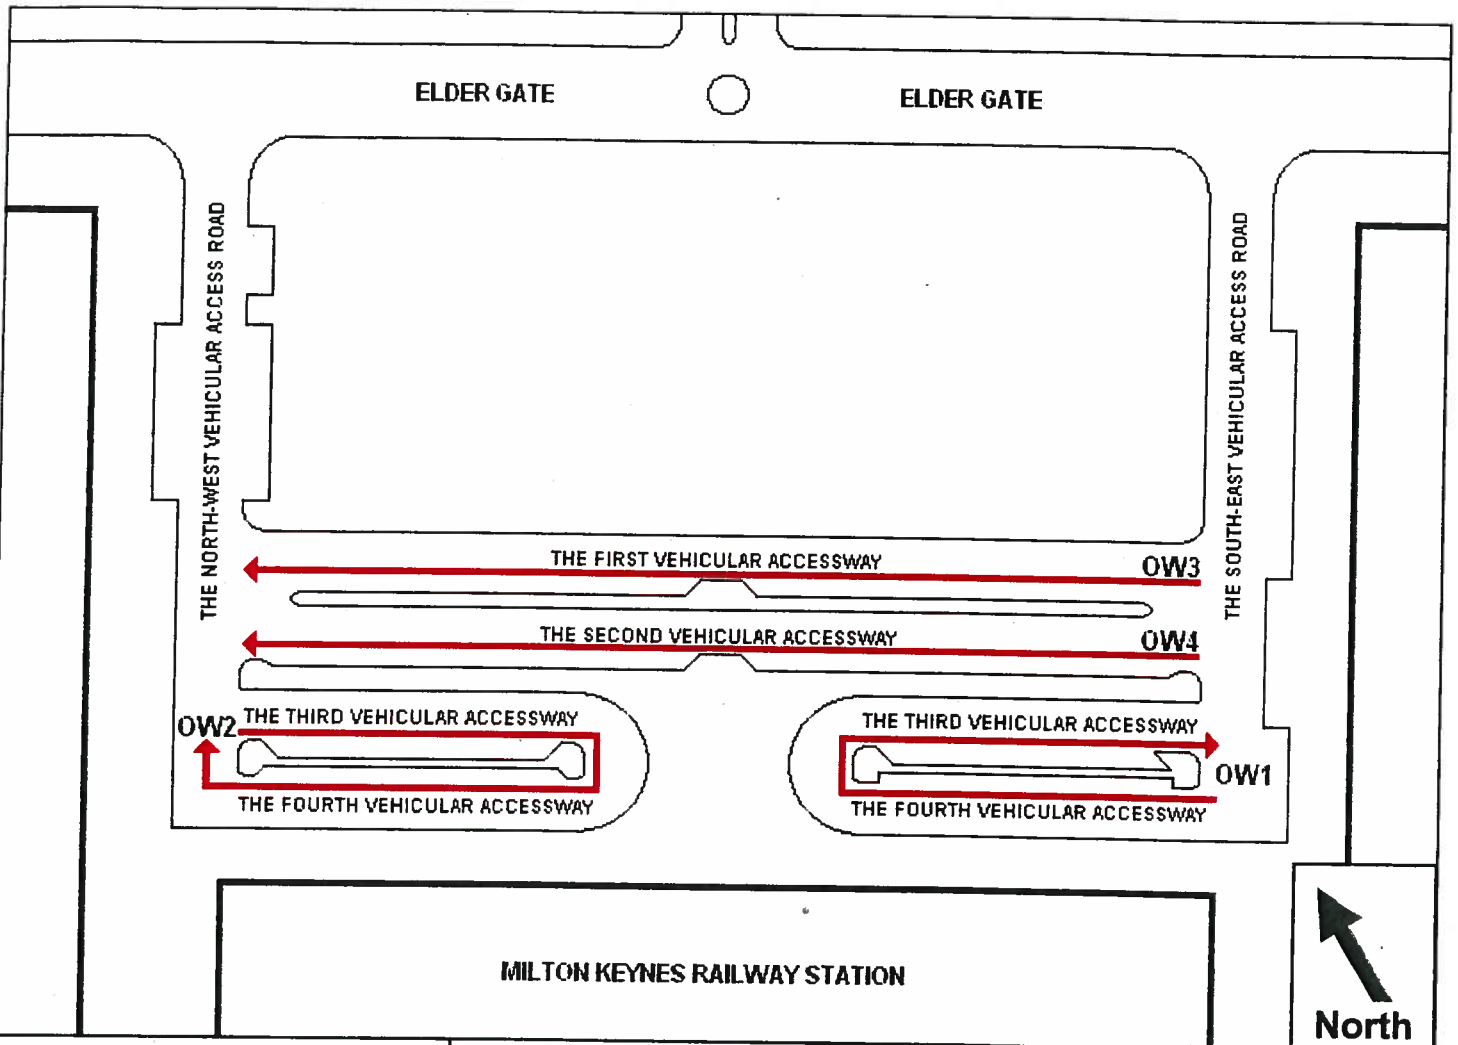 ELDER GATE
ELDER GATE
THE NORTH-WEST VEHICULAR ACCESS ROAD
THE SOUTH-EAST VEHICULAR ACCESS ROAD
THE FIRST VEHICULAR ACCESSWAY
OW3
THE SECOND VEHICULAR ACCESSWAY
OW4
OW2
THE THIRD VEHICULAR ACCESSWAY
THE THIRD VEHICULAR ACCESSWAY
OW1
THE FOURTH VEHICULAR ACCESSWAY
THE FOURTH VEHICULAR ACCESSWAY
MILTON KEYNES RAILWAY STATION
North